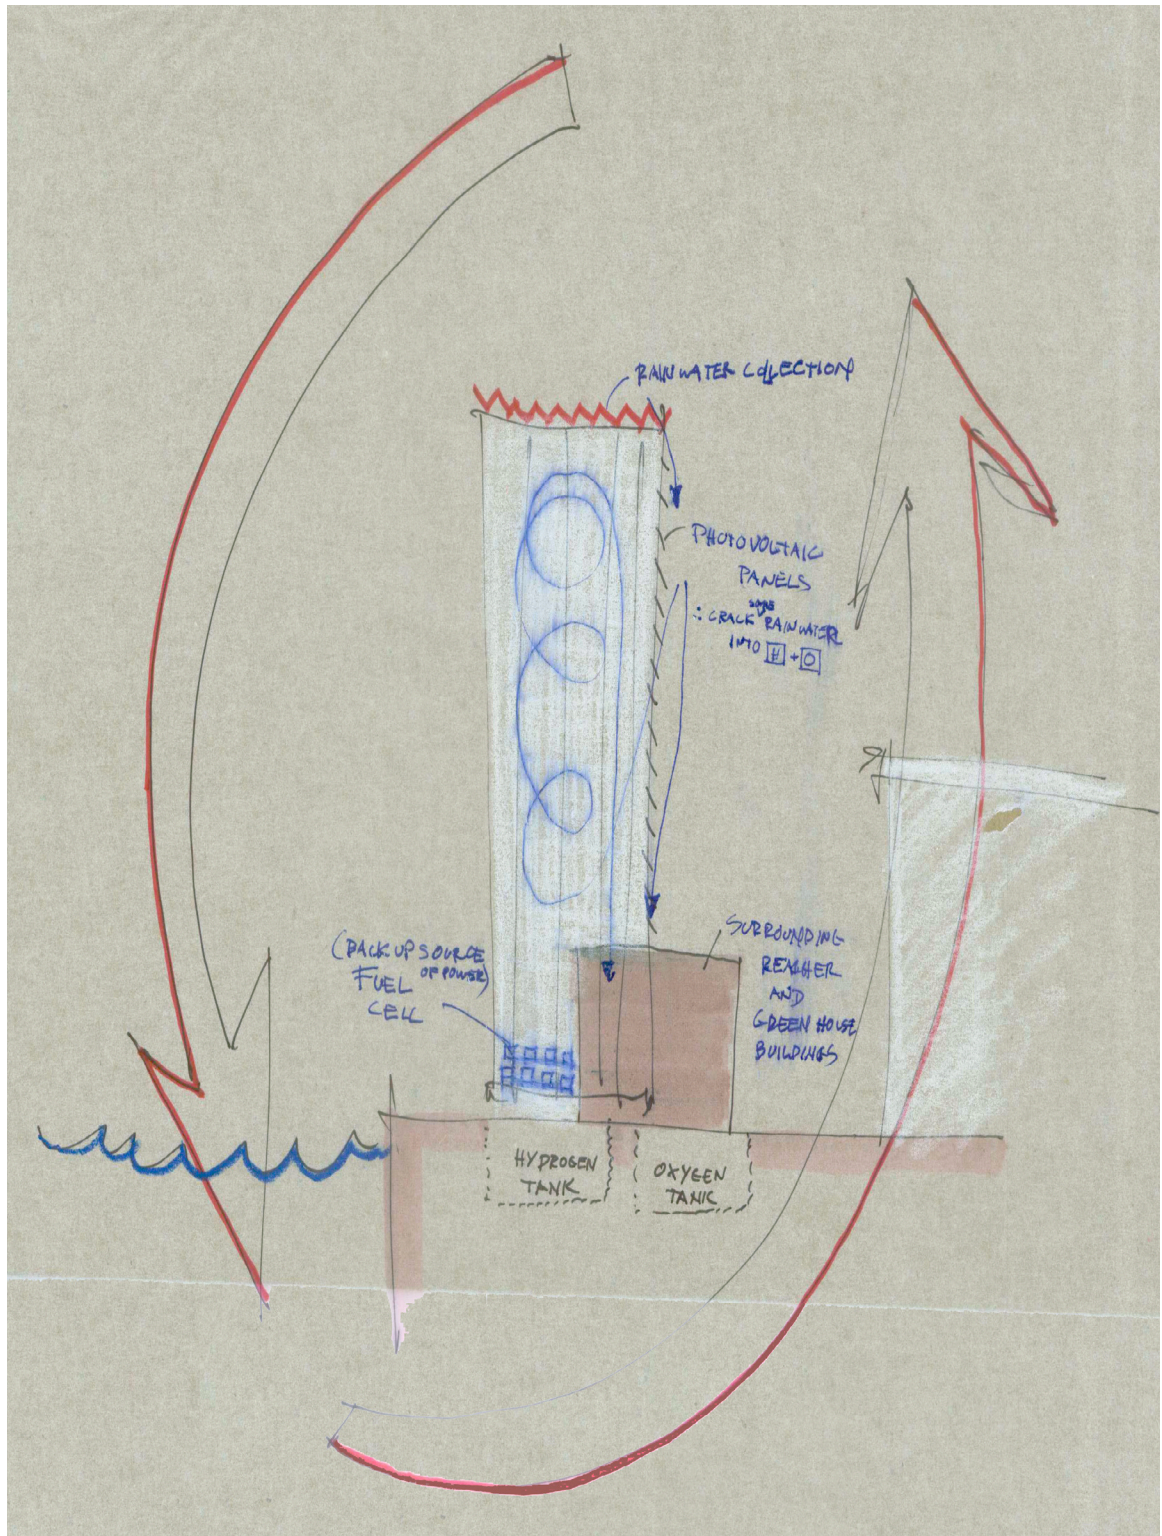 RAINWATER COLLECTION
PHOTOVOLTAIC
PANELS
: CRACK SOME RAINWATER
INTO H + O
(BACK UP SOURCE
OF POWER)
FUEL
CELL
SURROUNDING
AND
GREEN HOUSE
BUILDINGS
HYDROGEN
TANK
OXYGEN
TANK